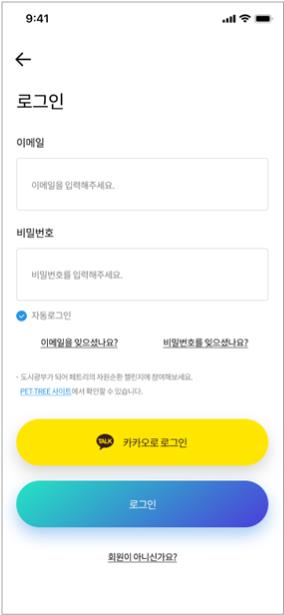 9:41
로그인
이메일
이메일을 입력해주세요.
비밀번호
비밀번호를 입력해주세요.
자동로그인
이메일을 잊으셨나요? 비밀번호를 잊으셨나요?
- 도시광부가 되어 페트리의 자원순환 챌린지에 참여해보세요.
PET-TREE 사이트에서 확인할 수 있습니다.
TALK 카카오로 로그인
로그인
회원이 아니신가요?